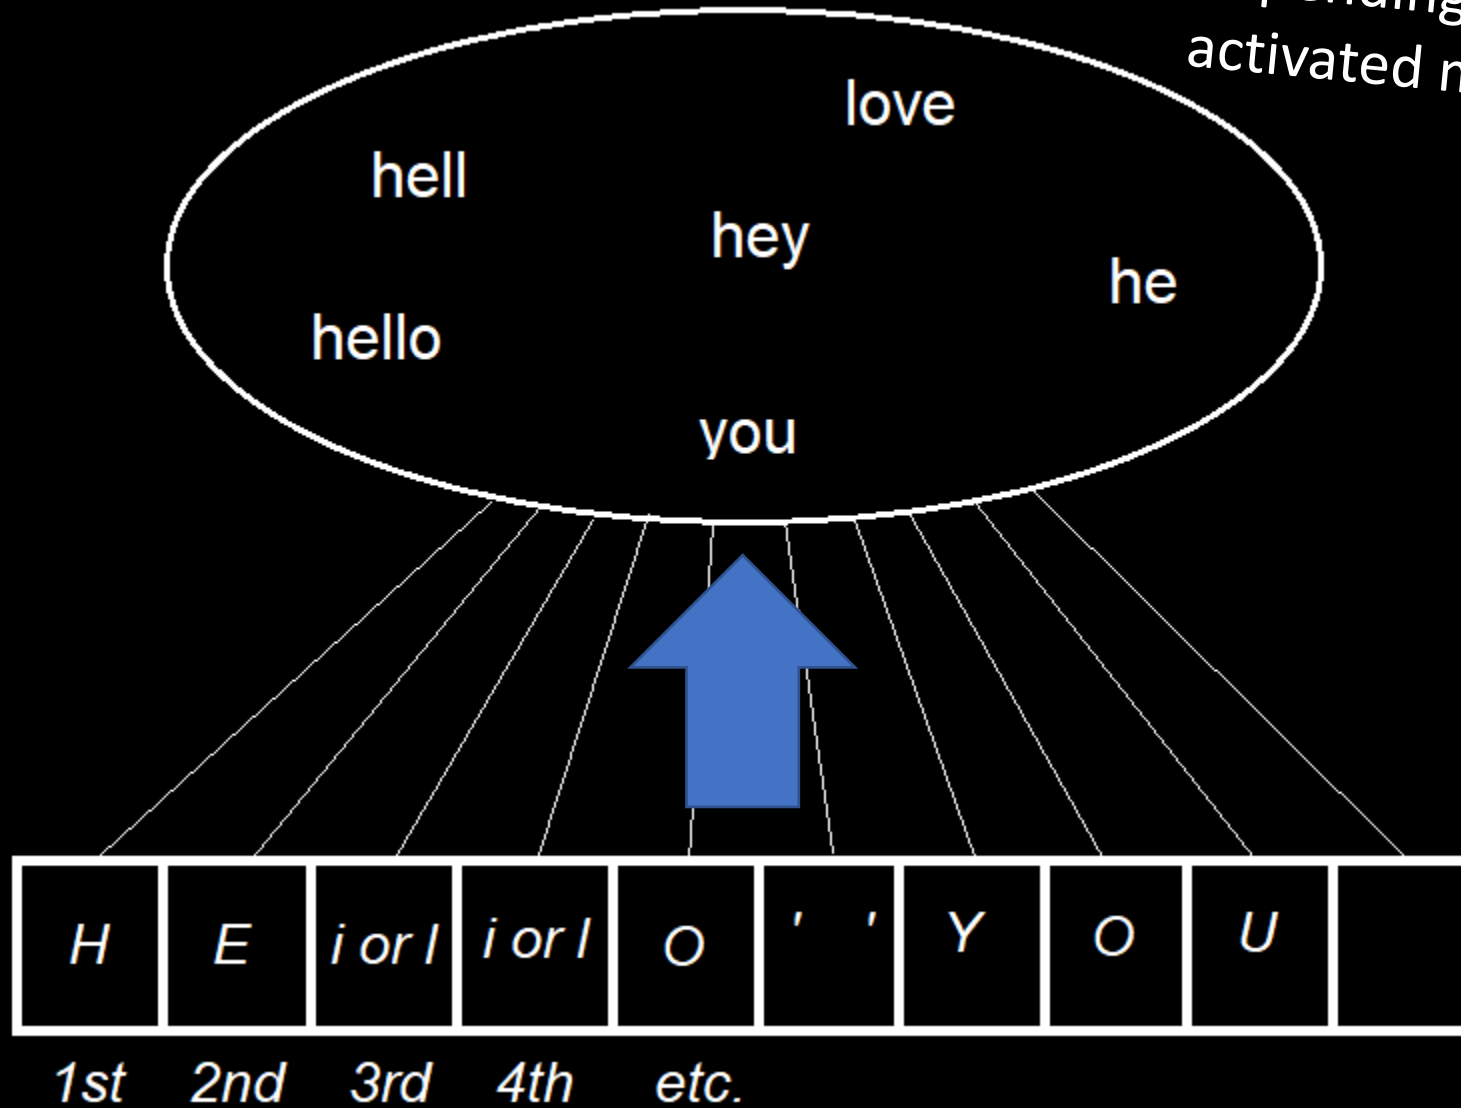 activated
love
hell
hey
he
hello
you
H E i or l i or l O ' ' Y O U
1st 2nd 3rd 4th etc.